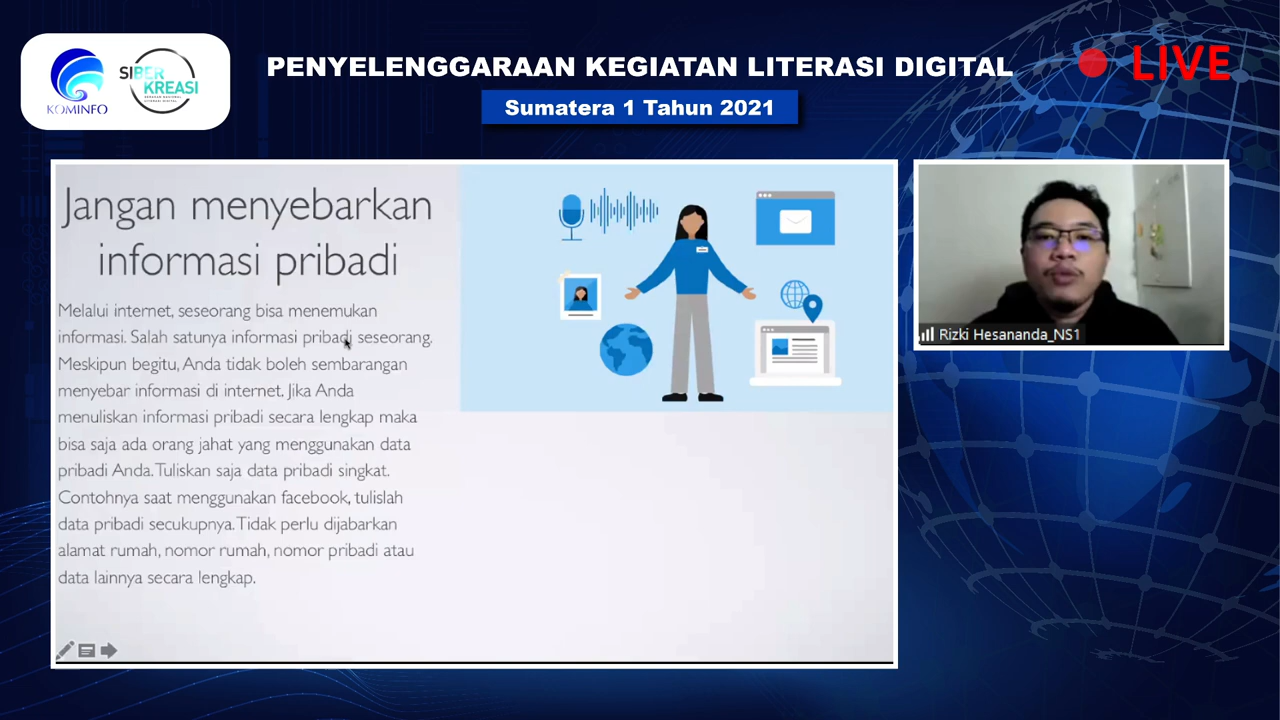 KOMINFO
SIBERKREASI
GERAKAN NASIONAL
LITERASI DIGITAL
PENYELENGGARAAN KEGIATAN LITERASI DIGITAL
Sumatera 1 Tahun 2021
LIVE
Jangan menyebarkan
informasi pribadi
Melalui internet, seseorang bisa menemukan
informasi. Salah satunya informasi pribadi seseorang.
Meskipun begitu, Anda tidak boleh sembarangan
menyebar informasi di internet. Jika Anda
menuliskan informasi pribadi secara lengkap maka
bisa saja ada orang jahat yang menggunakan data
pribadi Anda. Tuliskan saja data pribadi singkat.
Contohnya saat menggunakan facebook, tulislah
data pribadi secukupnya. Tidak perlu dijabarkan
alamat rumah, nomor rumah, nomor pribadi atau
data lainnya secara lengkap.
Rizki Hesananda_NS1